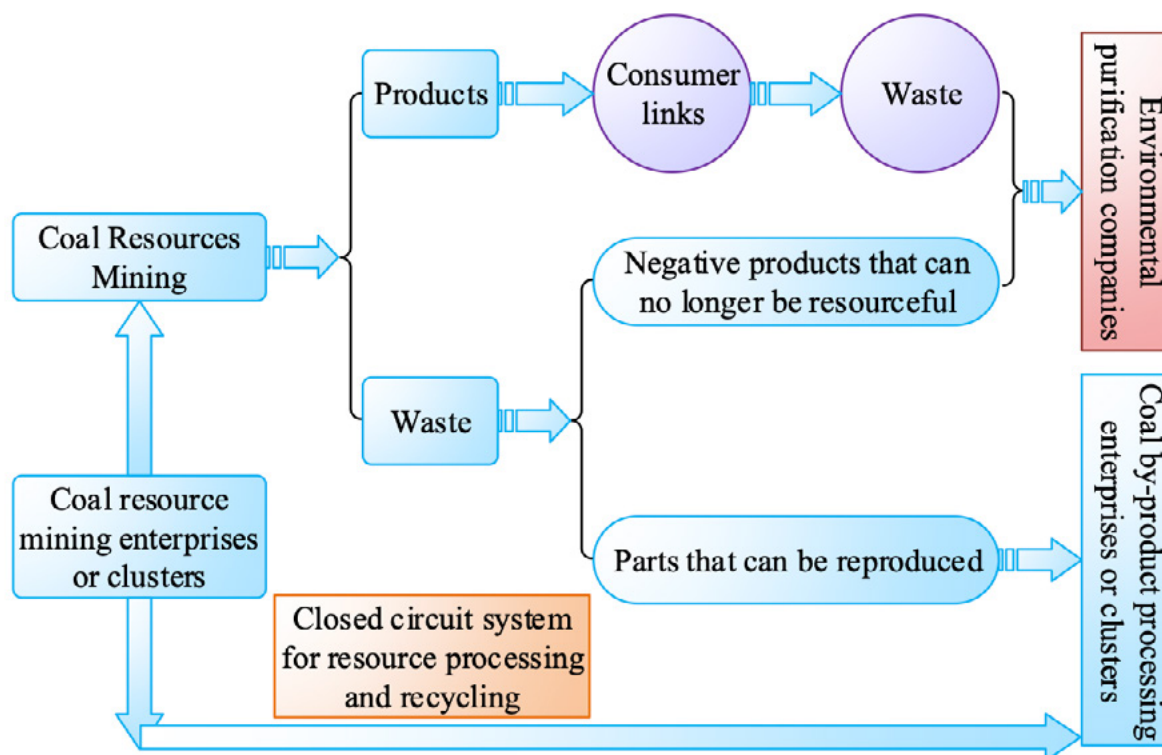 Products
Consumer
links
Waste
Environmental
purification companies
Coal Resources
Mining
Negative products that can
no longer be resourceful
Waste
Coal resource
mining enterprises
or clusters
Parts that can be reproduced
Coal by-product processing
enterprises or clusters
Closed circuit system
for resource processing
and recycling